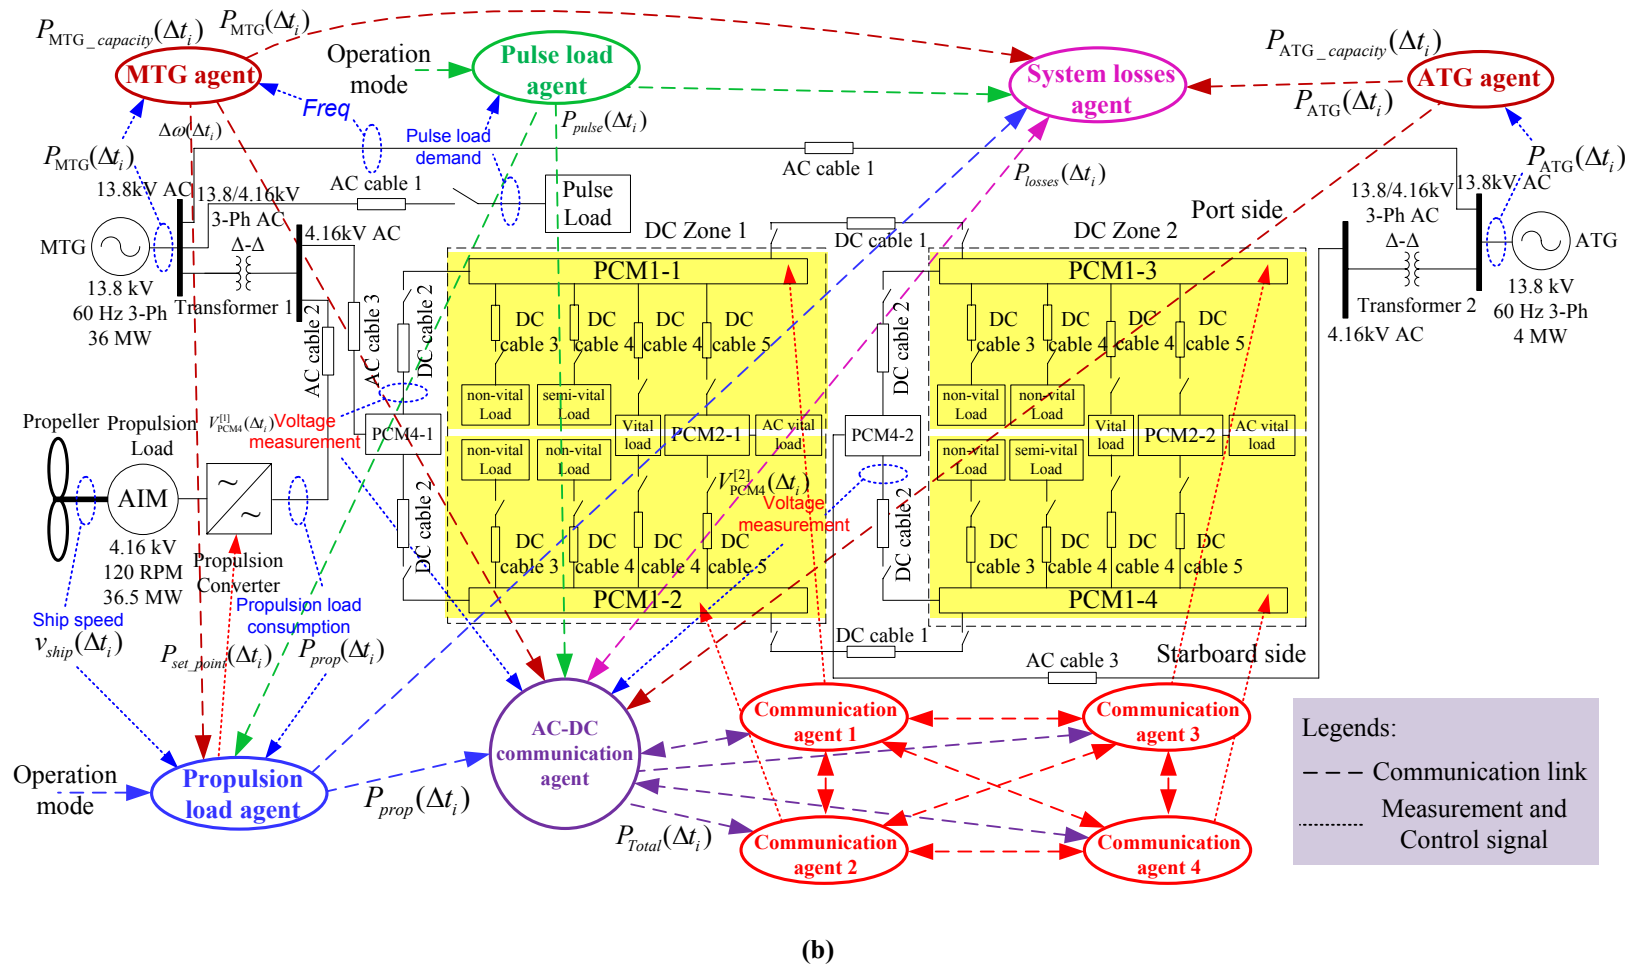 P_MTG_capacity(Δt_i)
P_MTG(Δt_i)
MTG agent
Operation
mode
Pulse load
agent
System losses
agent
P_ATG_capacity(Δt_i)
P_ATG(Δt_i)
ATG agent
Freq
Δω(Δt_i)
P_pulse(Δt_i)
Pulse load
demand
P_MTG(Δt_i)
AC cable 1
P_losses(Δt_i)
P_ATG(Δt_i)
13.8kV AC
13.8/4.16kV
3-Ph AC
Δ-Δ
AC cable 1
Pulse
Load
4.16kV AC
MTG
13.8 kV
60 Hz 3-Ph
36 MW
Transformer 1
AC cable 2
AC cable 3
DC cable 2
DC Zone 1
DC cable 1
DC Zone 2
Port side
13.8/4.16kV
3-Ph AC
Δ-Δ
13.8kV AC
ATG
13.8 kV
60 Hz 3-Ph
4 MW
Transformer 2
4.16kV AC
PCM1-1
DC
cable 3
DC
cable 4
DC
cable 4
DC
cable 5
non-vital
Load
semi-vital
Load
Vital
load
PCM2-1
AC vital
load
non-vital
Load
non-vital
Load
DC
cable 3
DC
cable 4
DC
cable 4
DC
cable 5
PCM1-2
PCM4-1
DC cable 2
DC cable 2
PCM4-2
DC cable 2
PCM1-3
DC
cable 3
DC
cable 4
DC
cable 4
DC
cable 5
non-vital
Load
non-vital
Load
Vital
load
PCM2-2
AC vital
load
non-vital
Load
semi-vital
Load
DC
cable 3
DC
cable 4
DC
cable 4
DC
cable 5
PCM1-4
V_PCM4^[1](Δt_i)
Voltage
measurement
V_PCM4^[2](Δt_i)
Voltage
measurement
Propeller
Propulsion
Load
AIM
4.16 kV
120 RPM
36.5 MW
Propulsion
Converter
Ship speed
v_ship(Δt_i)
P_set_point(Δt_i)
Propulsion load
consumption
P_prop(Δt_i)
DC cable 1
AC cable 3
Starboard side
Operation
mode
Propulsion
load agent
P_prop(Δt_i)
AC-DC
communication
agent
P_Total(Δt_i)
Communication
agent 1
Communication
agent 2
Communication
agent 3
Communication
agent 4
Legends:
Communication link
Measurement and
Control signal
(b)